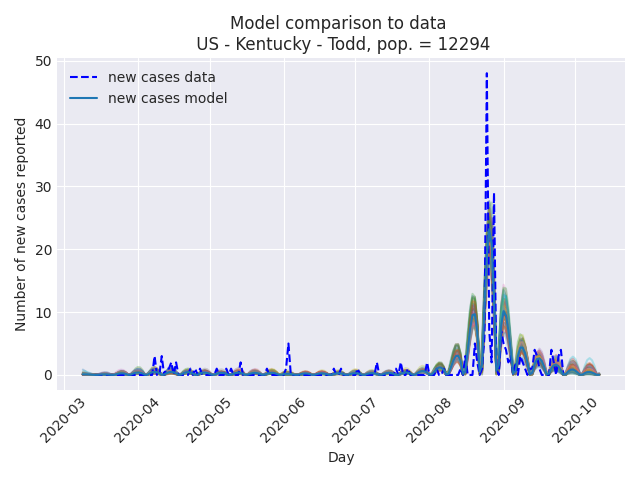 Model comparison to data
US - Kentucky - Todd, pop. = 12294
new cases data
new cases model
Number of new cases reported
50
40
30
20
10
0
2020-03
2020-04
2020-05
2020-06
2020-07
2020-08
2020-09
2020-10
Day